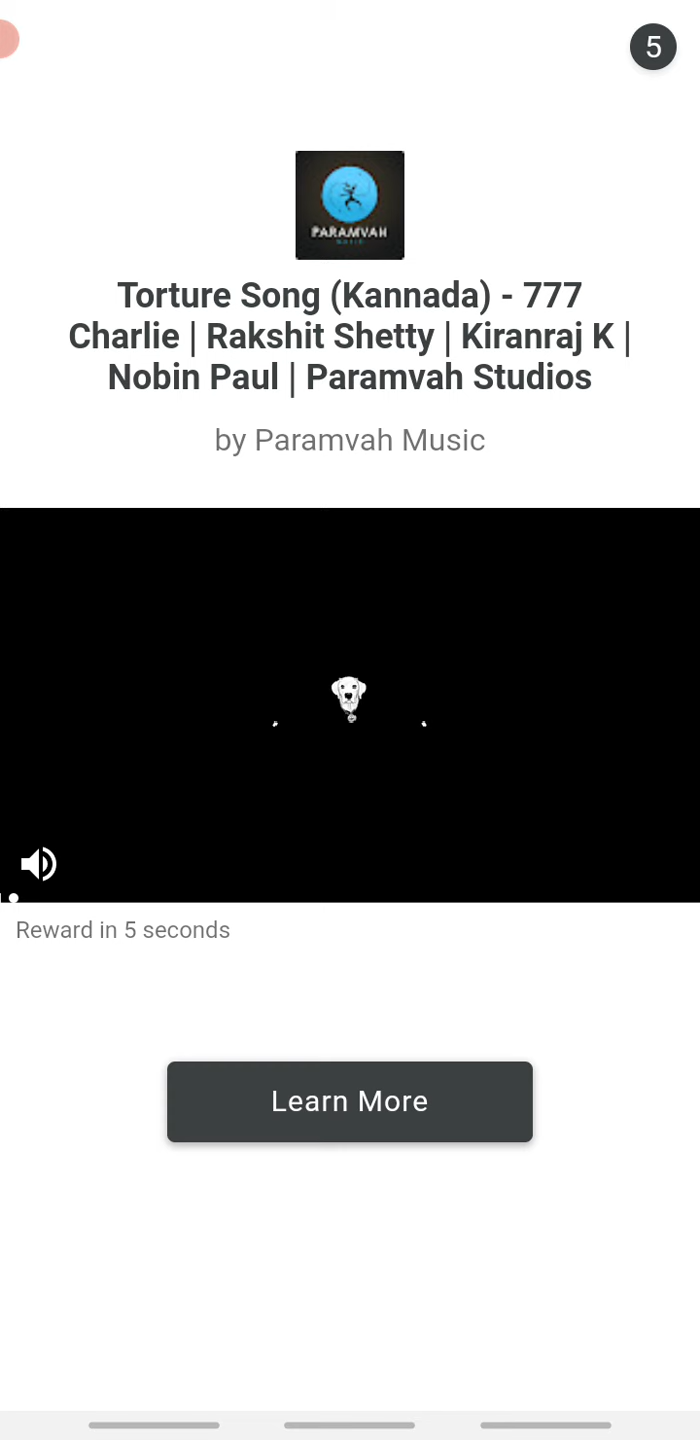 5
PARAMVAH
MUSIC
Torture Song (Kannada) - 777
Charlie | Rakshit Shetty | Kiranraj K |
Nobin Paul | Paramvah Studios
by Paramvah Music
Reward in 5 seconds
Learn More